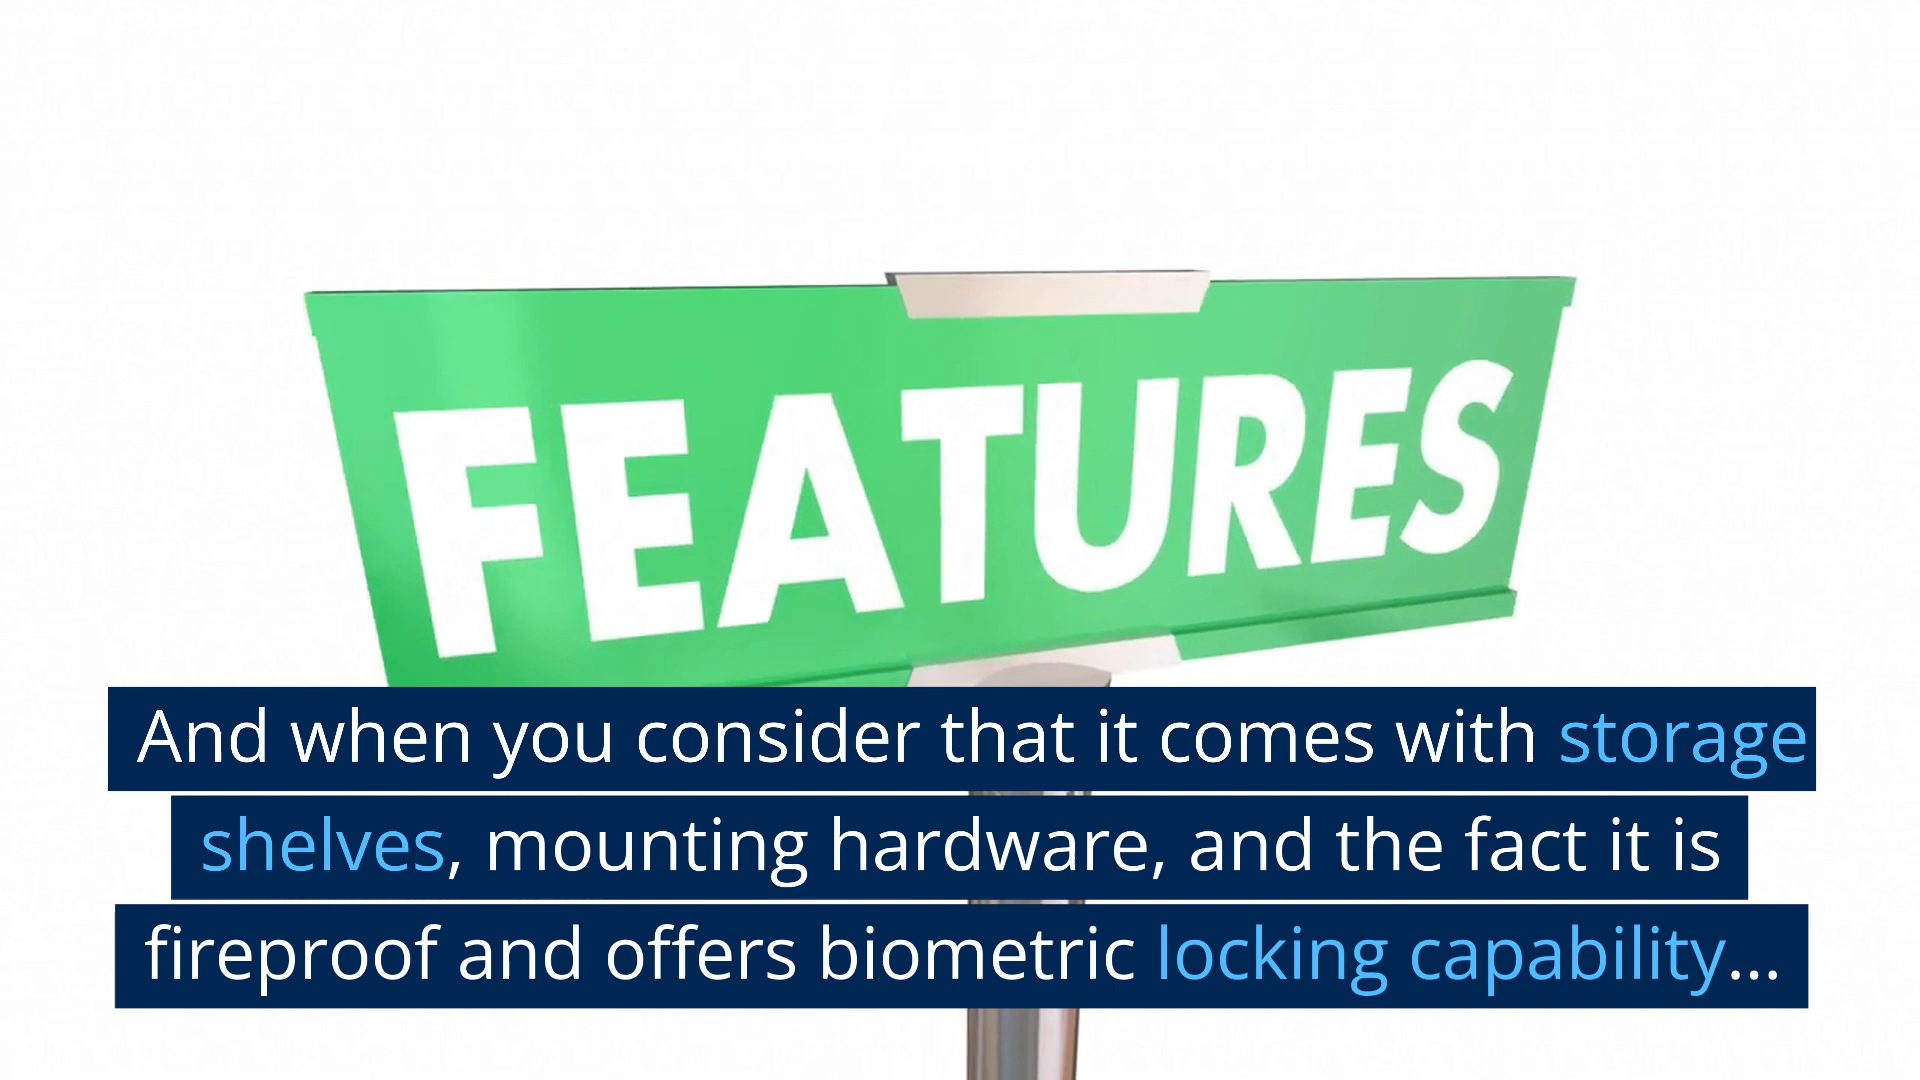 FEATURES
And when you consider that it comes with storage
shelves, mounting hardware, and the fact it is
fireproof and offers biometric locking capability...